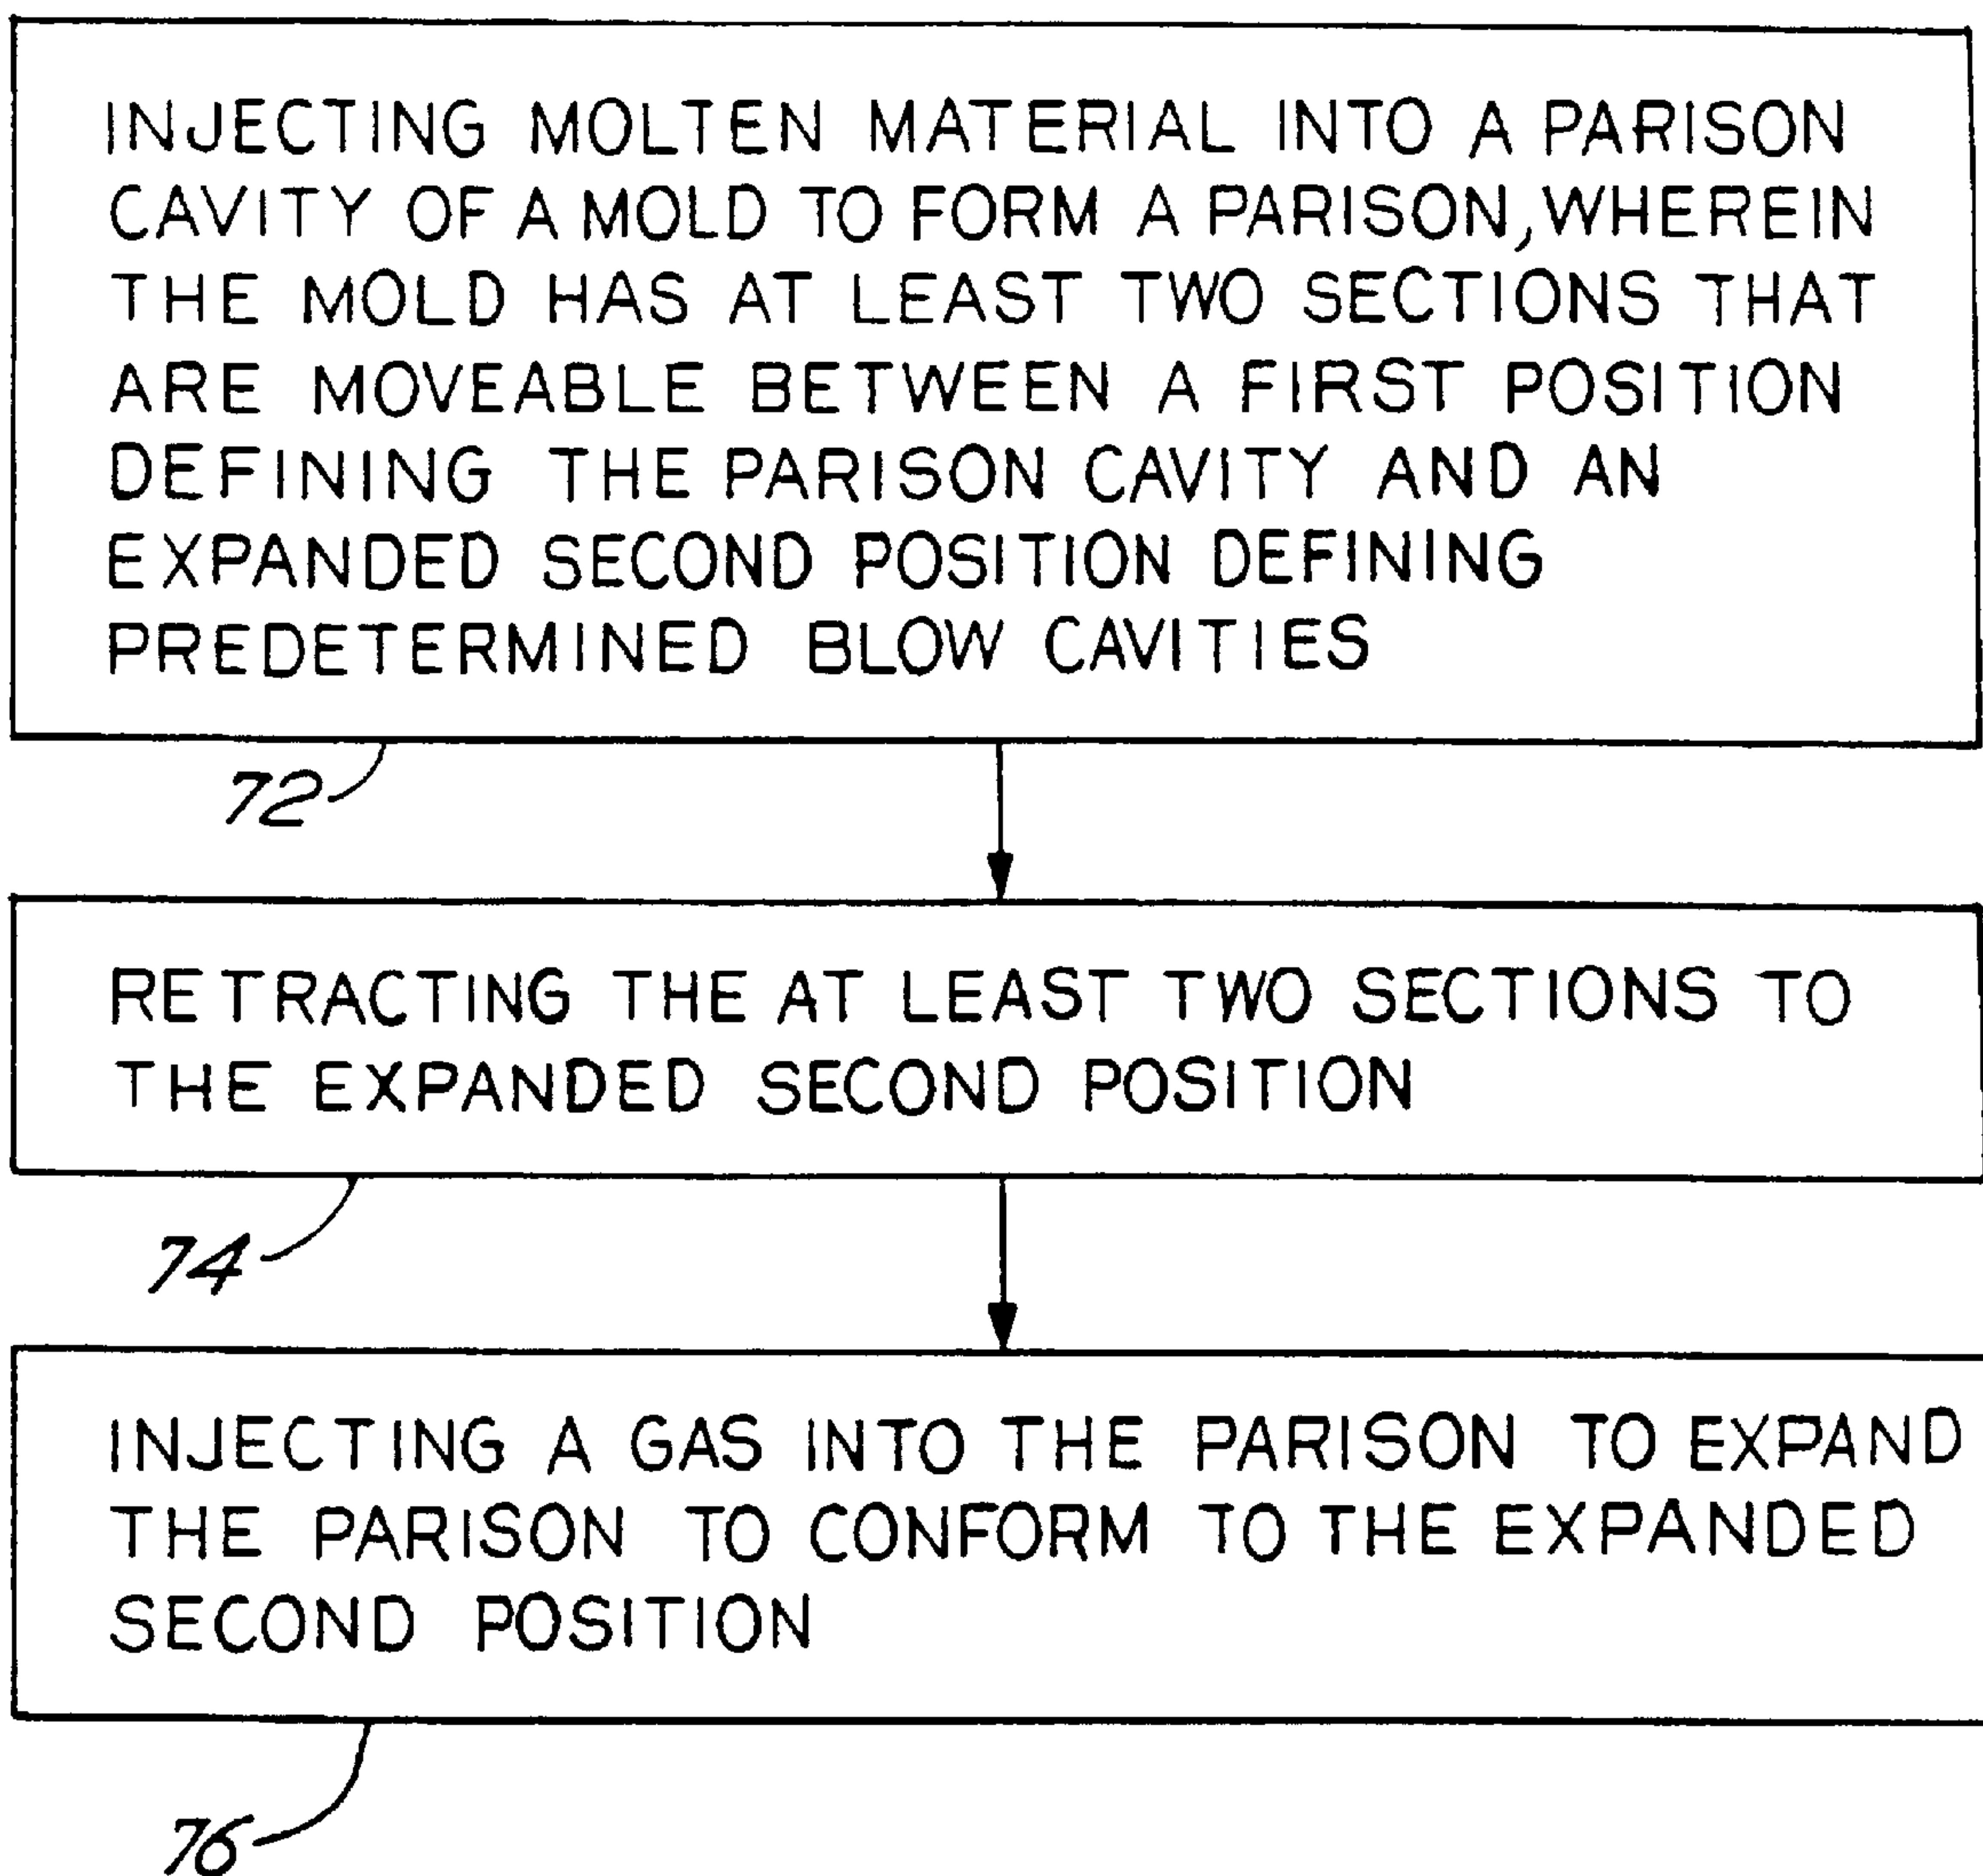 INJECTING MOLTEN MATERIAL INTO A PARISON
CAVITY OF A MOLD TO FORM A PARISON, WHEREIN
THE MOLD HAS AT LEAST TWO SECTIONS THAT
ARE MOVEABLE BETWEEN A FIRST POSITION
DEFINING THE PARISON CAVITY AND AN
EXPANDED SECOND POSITION DEFINING
PREDETERMINED BLOW CAVITIES
72
RETRACTING THE AT LEAST TWO SECTIONS TO
THE EXPANDED SECOND POSITION
74
INJECTING A GAS INTO THE PARISON TO EXPAND
THE PARISON TO CONFORM TO THE EXPANDED
SECOND POSITION
76